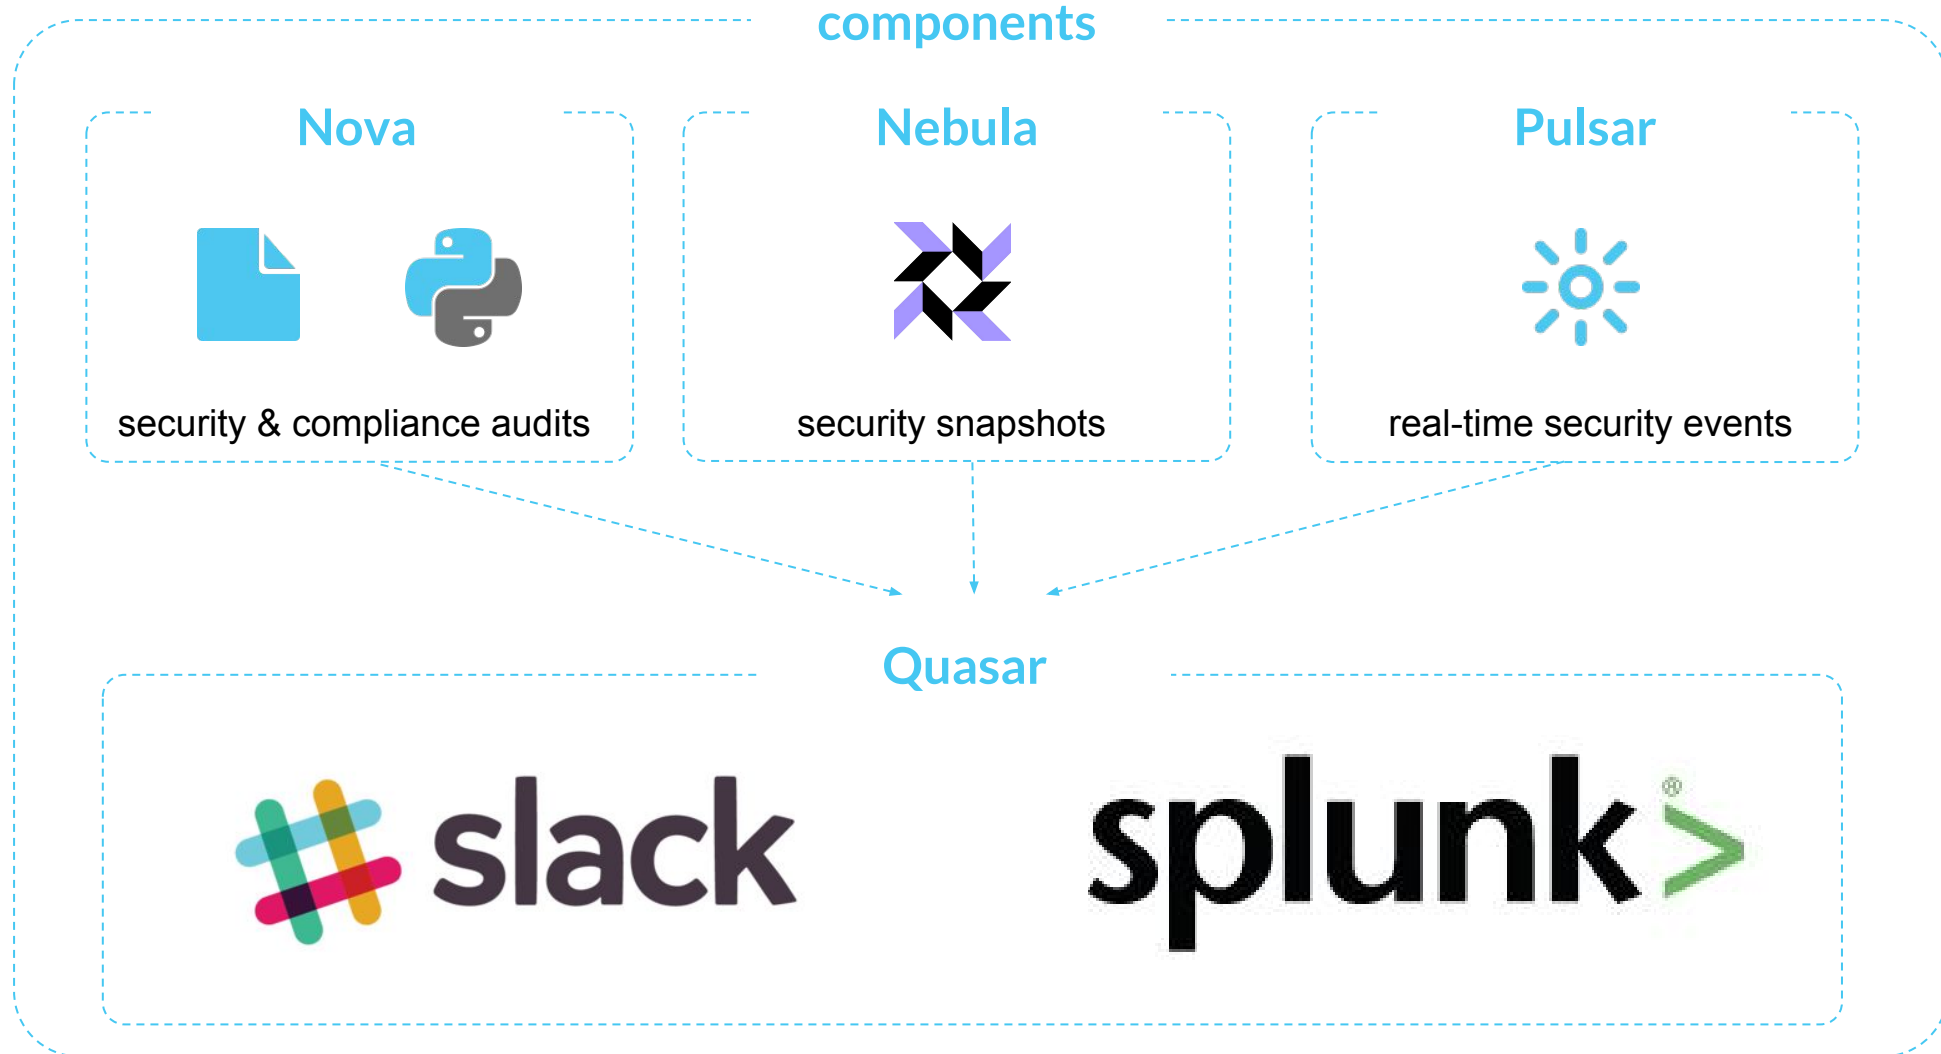 components
Nova
Nebula
Pulsar
security & compliance audits
security snapshots
real-time security events
Quasar
slack
splunk>®